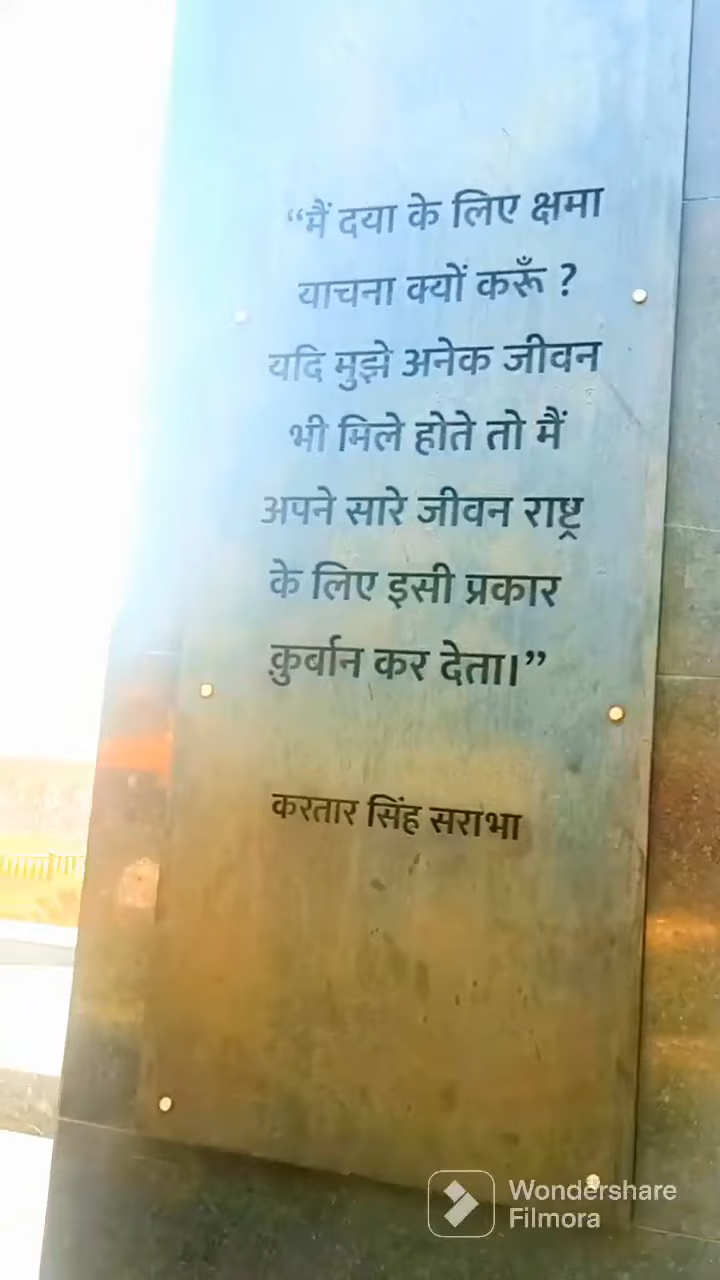 “मैं दया के लिए क्षमा
याचना क्यों करूँ ?
यदि मुझे अनेक जीवन
भी मिले होते तो मैं
अपने सारे जीवन राष्ट्र
के लिए इसी प्रकार
क़ुर्बान कर देता।”
करतार सिंह सराभा
Wondershare
Filmora